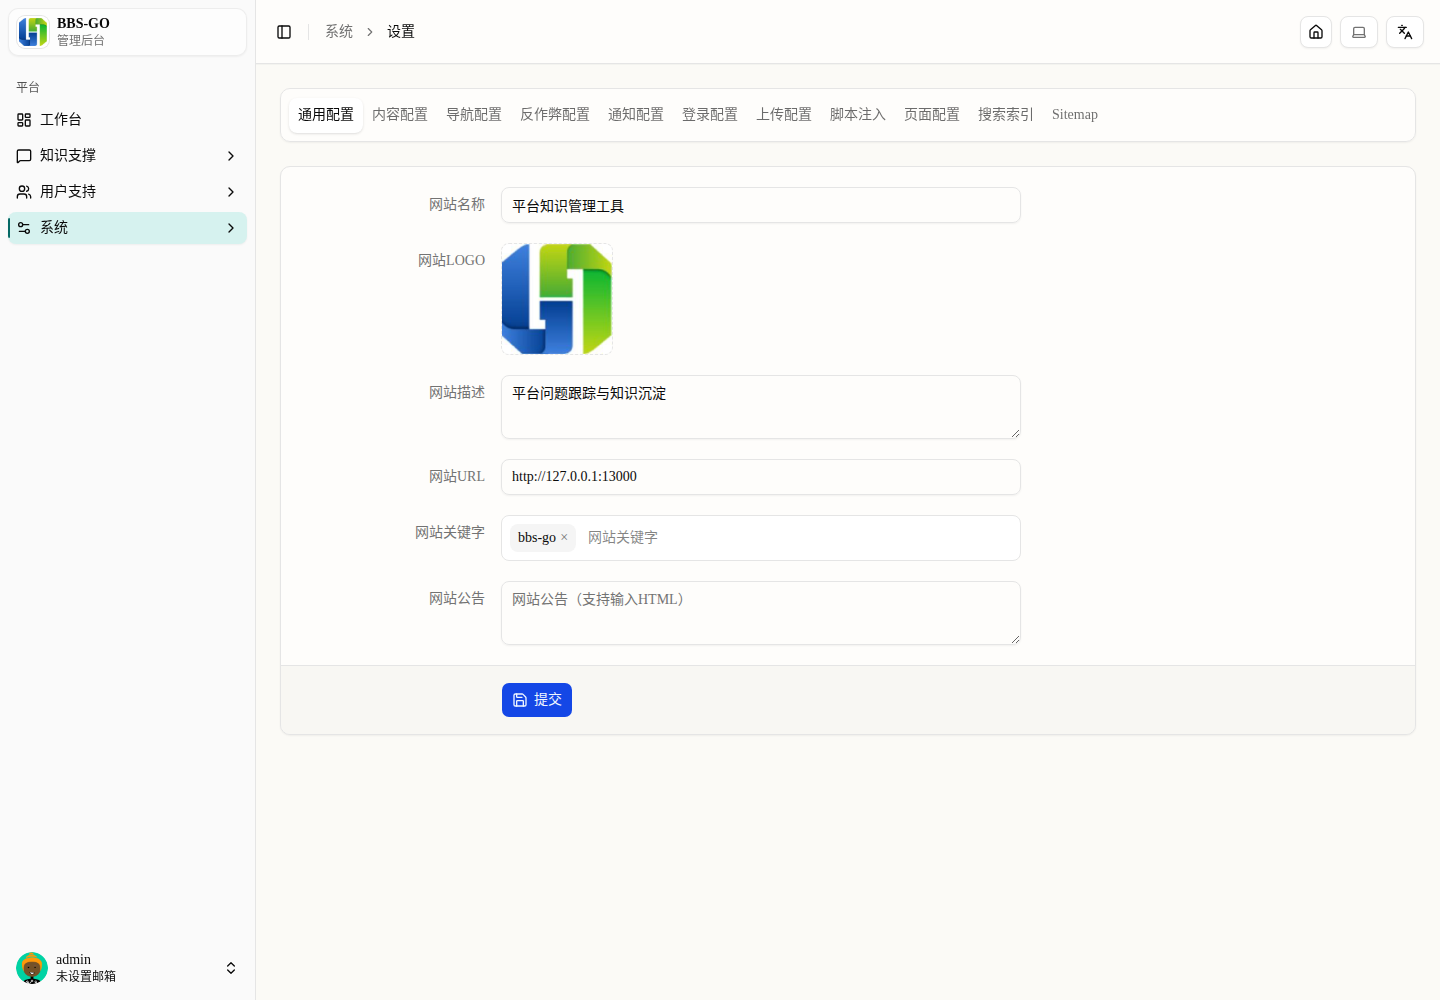 BBS-GO
管理后台
平台
工作台
知识支撑
用户支持
系统
admin
未设置邮箱
系统 设置
通用配置 内容配置 导航配置 反作弊配置 通知配置 登录配置 上传配置 脚本注入 页面配置 搜索索引 Sitemap
网站名称 平台知识管理工具
网站LOGO
网站描述 平台问题跟踪与知识沉淀
网站URL http://127.0.0.1:13000
网站关键字 bbs-go × 网站关键字
网站公告 网站公告（支持输入HTML）
提交